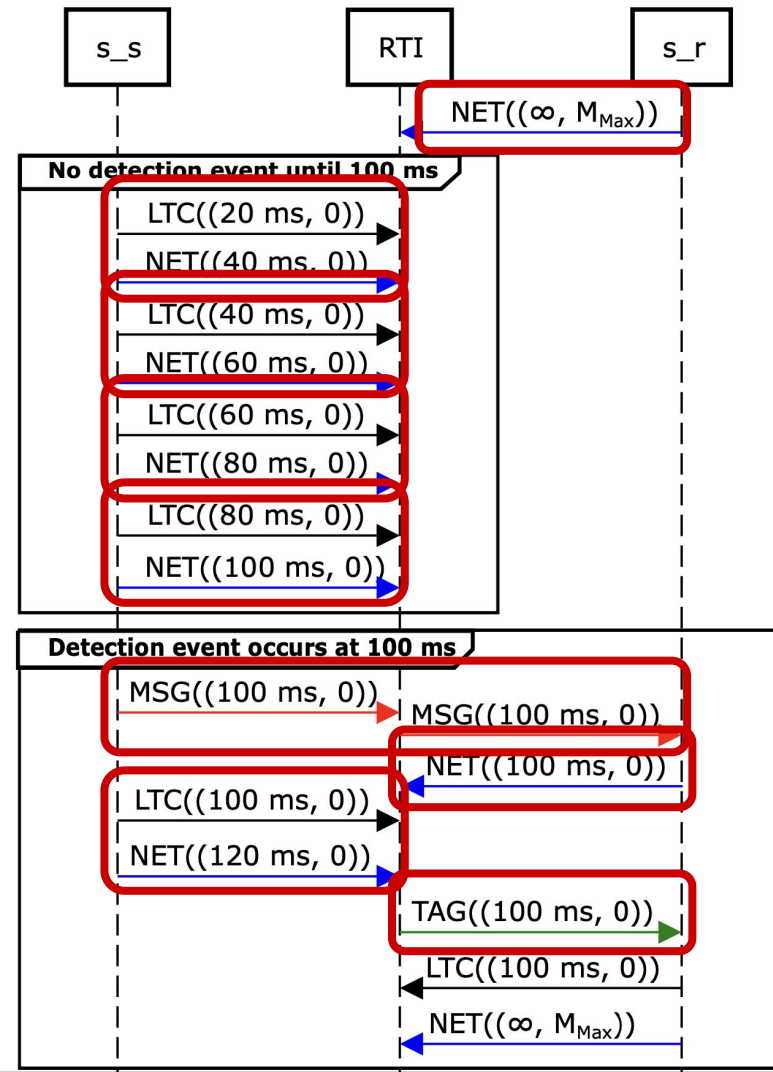 s_s RTI s_r
NET((∞, M_Max))
No detection event until 100 ms
LTC((20 ms, 0))
NET((40 ms, 0))
LTC((40 ms, 0))
NET((60 ms, 0))
LTC((60 ms, 0))
NET((80 ms, 0))
LTC((80 ms, 0))
NET((100 ms, 0))
Detection event occurs at 100 ms
MSG((100 ms, 0))
MSG((100 ms, 0))
NET((100 ms, 0))
LTC((100 ms, 0))
NET((120 ms, 0))
TAG((100 ms, 0))
LTC((100 ms, 0))
NET((∞, M_Max))